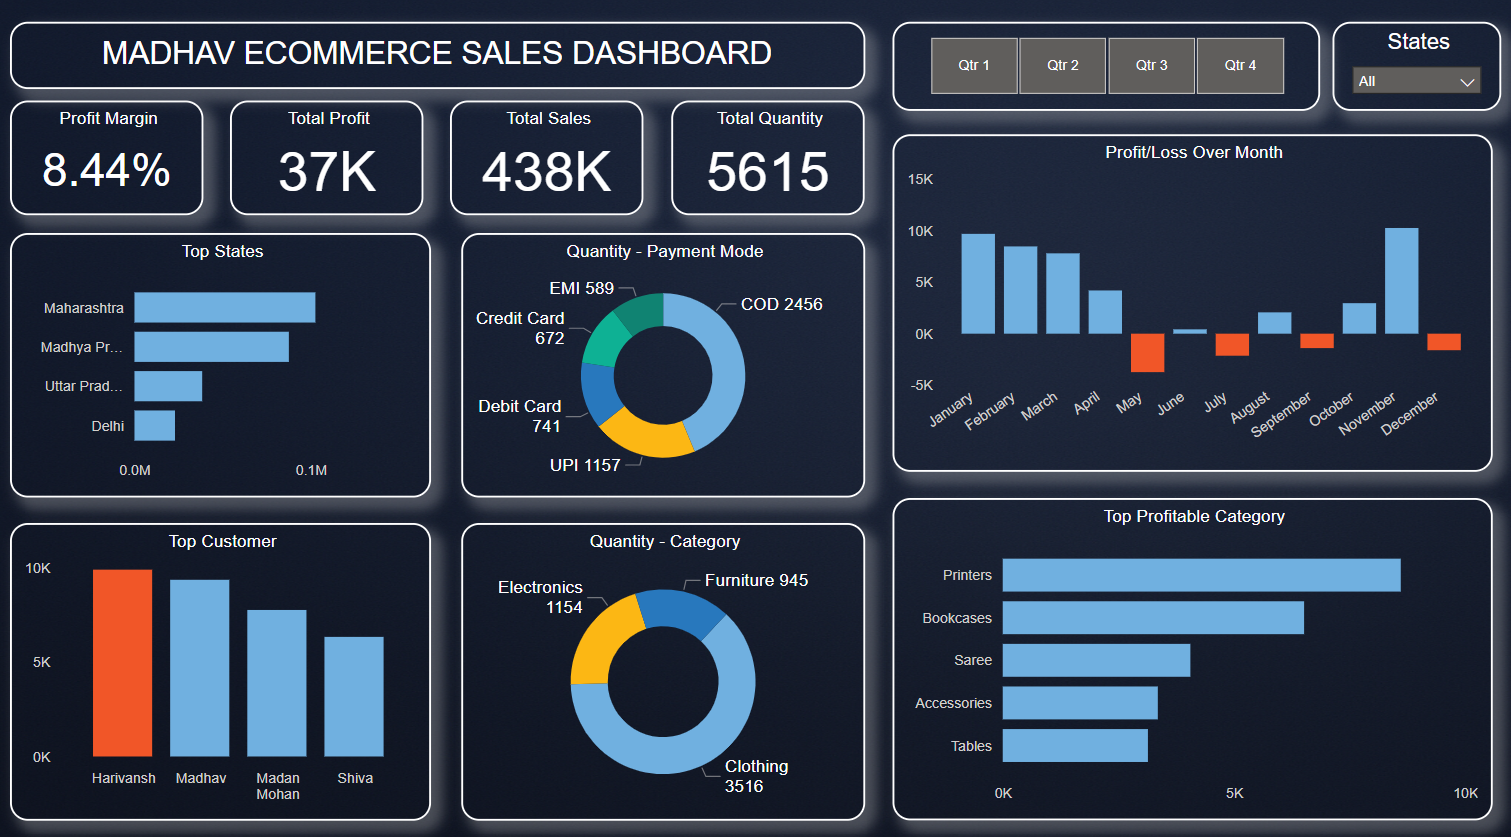 MADHAV ECOMMERCE SALES DASHBOARD
Qtr 1
Qtr 2
Qtr 3
Qtr 4
States
All
Profit Margin
8.44%
Total Profit
37K
Total Sales
438K
Total Quantity
5615
Profit/Loss Over Month
15K
10K
5K
0K
-5K
January
February
March
April
May
June
July
August
September
October
November
December
Top States
Maharashtra
Madhya Pr...
Uttar Prad...
Delhi
0.0M
0.1M
Quantity - Payment Mode
EMI 589
COD 2456
Credit Card
672
Debit Card
741
UPI 1157
Top Customer
10K
5K
0K
Harivansh
Madhav
Madan
Mohan
Shiva
Quantity - Category
Furniture 945
Electronics
1154
Clothing
3516
Top Profitable Category
Printers
Bookcases
Saree
Accessories
Tables
0K
5K
10K